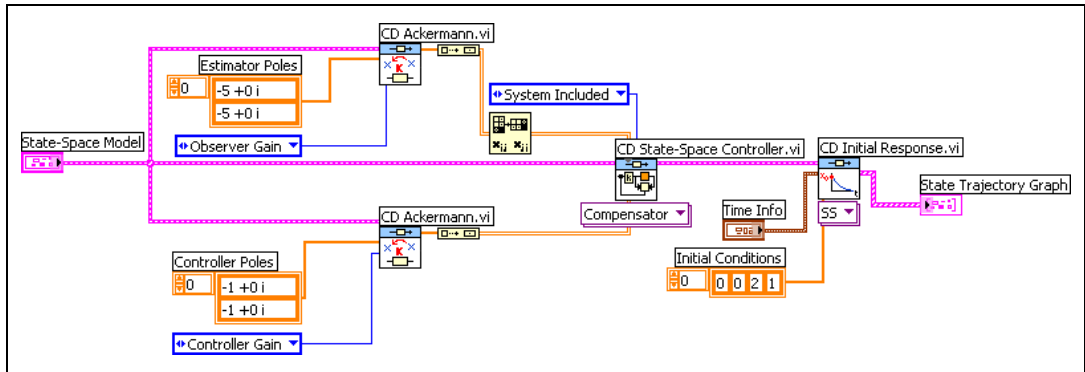 CD Ackermann.vi
Estimator Poles
0
-5 +0 i
-5 +0 i
System Included
Observer Gain
State-Space Model
CD State-Space Controller.vi
CD Initial Response.vi
State Trajectory Graph
Compensator
Time Info
SS
CD Ackermann.vi
Initial Conditions
0
0 0 2 1
Controller Poles
0
-1 +0 i
-1 +0 i
Controller Gain